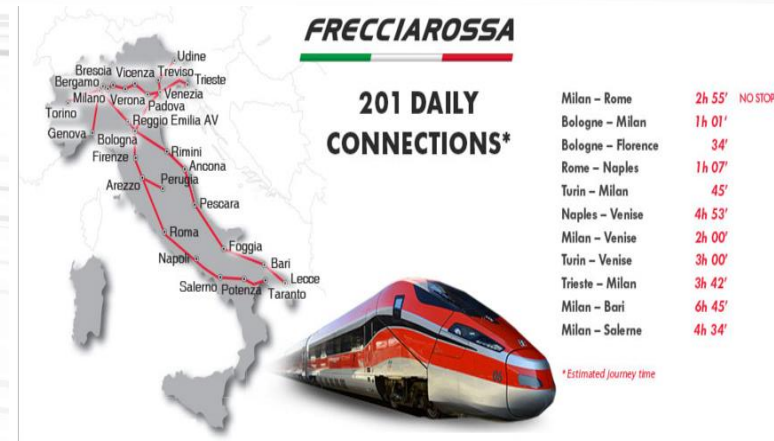 FRECCIAROSSA
201 DAILY
CONNECTIONS*
Udine
Brescia Vicenza Treviso
Bergamo Trieste
Milano Verona Venezia
Torino Padova
Reggio Emilia AV
Genova
Bologna
Firenze Rimini
Ancona
Arezzo Perugia
Pescara
Roma
Foggia
Napoli Bari
Lecce
Salerno Potenza Taranto
Milan – Rome 2h 55' NO STOP
Bologne – Milan 1h 01'
Bologne – Florence 34'
Rome – Naples 1h 07'
Turin – Milan 45'
Naples – Venise 4h 53'
Milan – Venise 2h 00'
Turin – Venise 3h 00'
Trieste – Milan 3h 42'
Milan – Bari 6h 45'
Milan – Salerne 4h 34'
* Estimated journey time